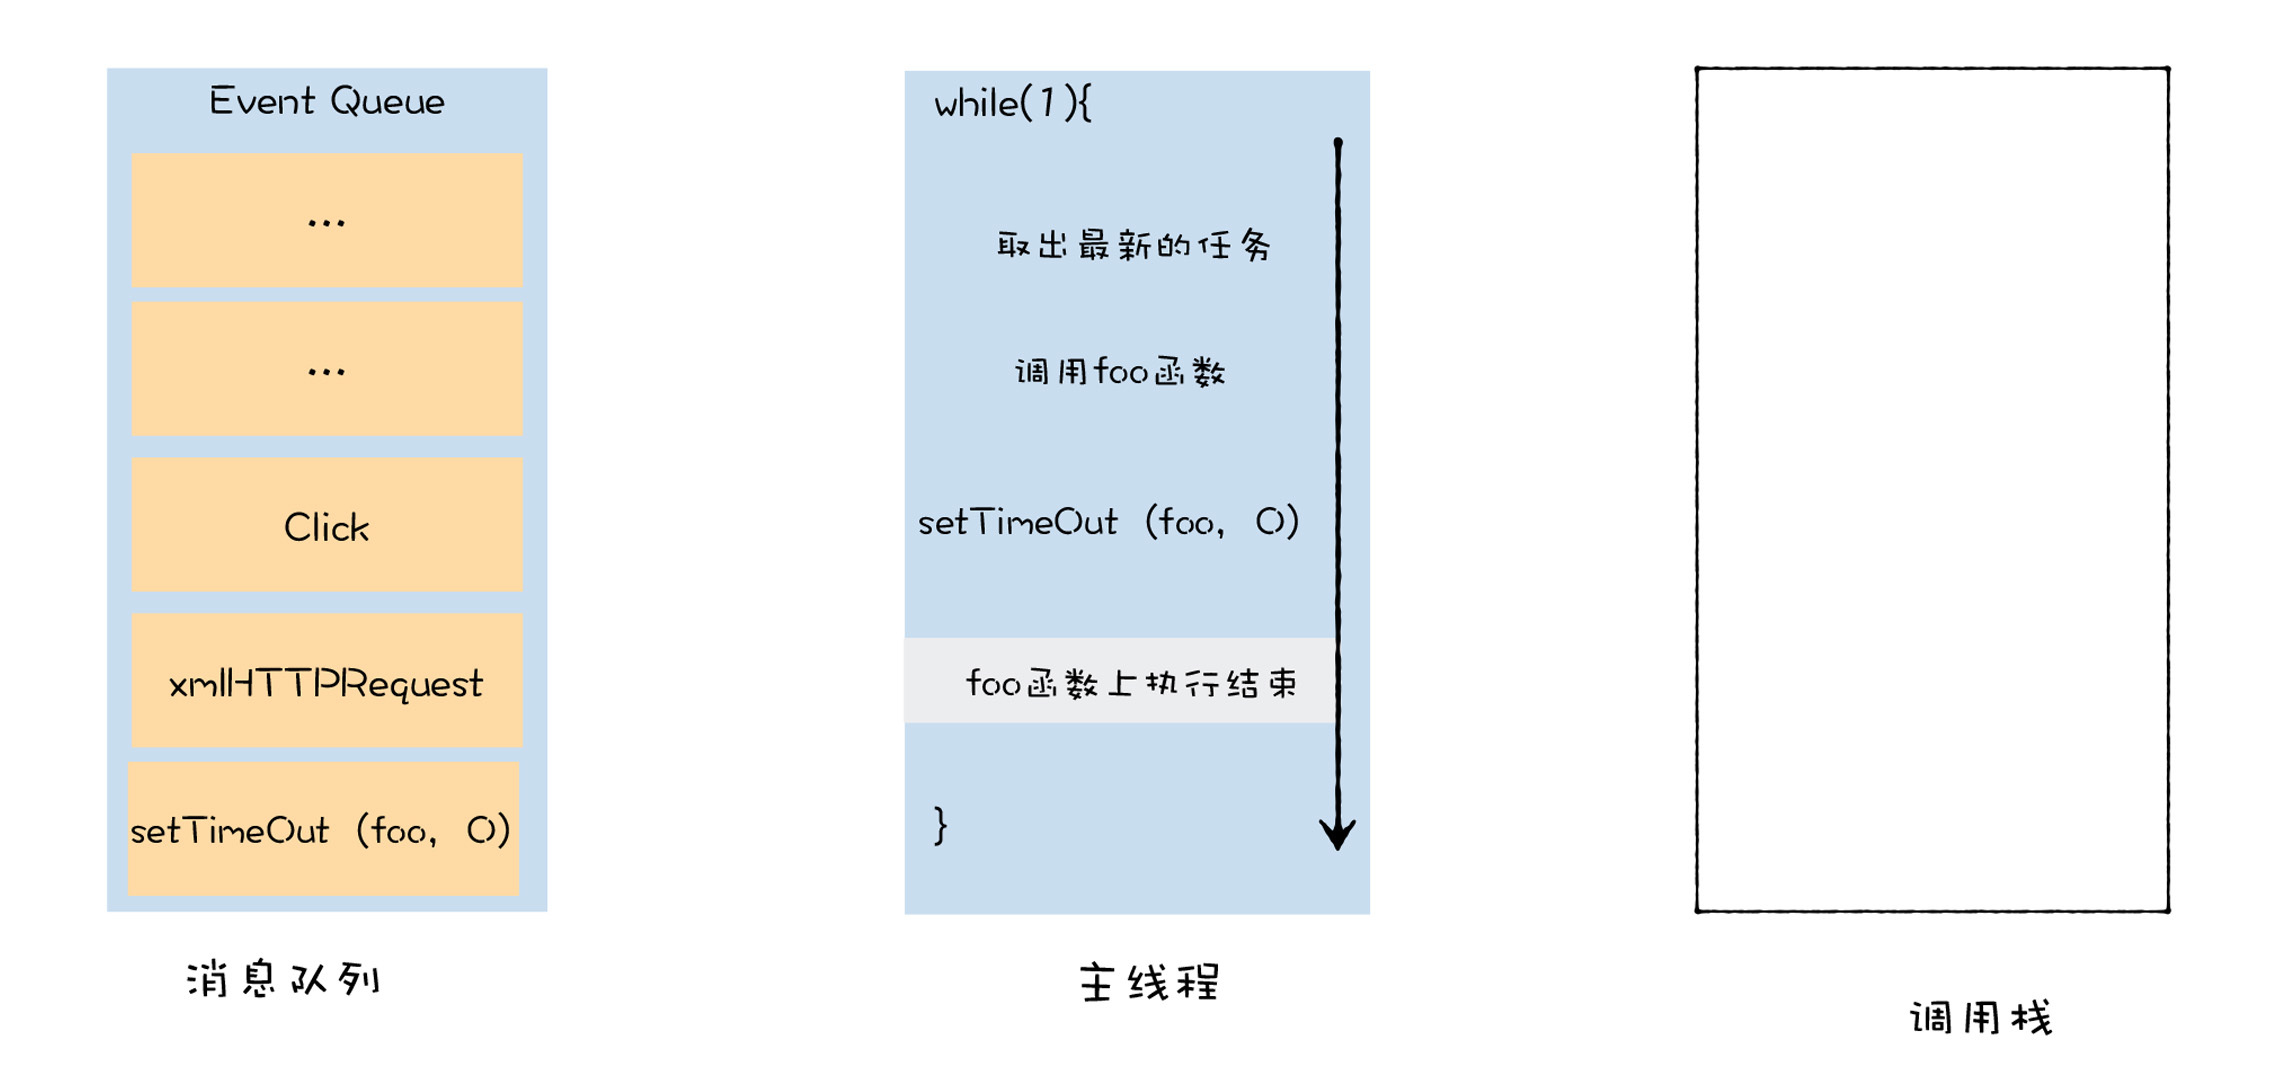 Event Queue
...
...
Click
xmlHTTPRequest
setTimeOut (foo, 0)
消息队列
while(1){
取出最新的任务
调用foo函数
setTimeOut (foo, 0)
foo函数上执行结束
}
主线程
调用栈